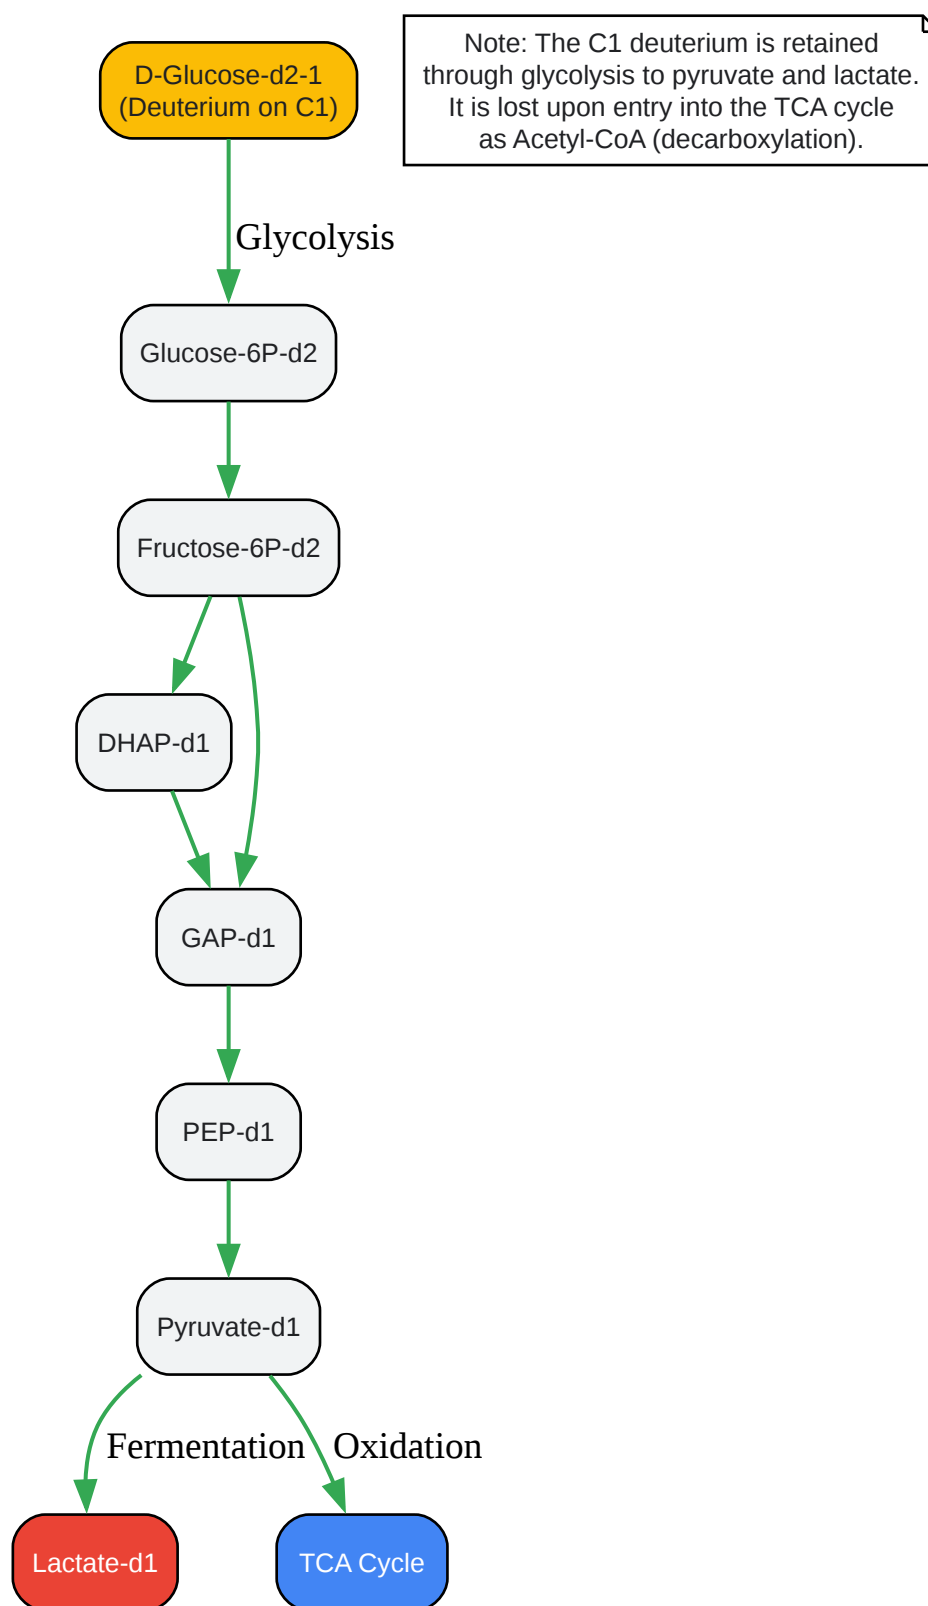 D-Glucose-d2-1
(Deuterium on C1)
Note: The C1 deuterium is retained
through glycolysis to pyruvate and lactate.
It is lost upon entry into the TCA cycle
as Acetyl-CoA (decarboxylation).
Glycolysis
Glucose-6P-d2
Fructose-6P-d2
DHAP-d1
GAP-d1
PEP-d1
Pyruvate-d1
Fermentation
Oxidation
Lactate-d1
TCA Cycle